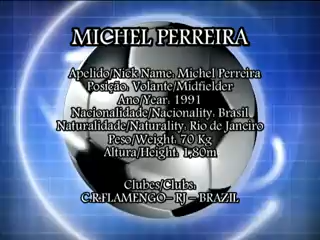 MICHEL PERREIRA
Apelido/Nick Name: Michel Perreira
Posição: Volante/Midfielder
Ano/Year: 1991
Nacionalidade/Nacionality: Brasil
Naturalidade/Naturality: Rio de Janeiro
Peso/Weight: 70 Kg
Altura/Height: 1,80m
Clubes/Clubs:
C.R.FLAMENGO- RJ - BRAZIL